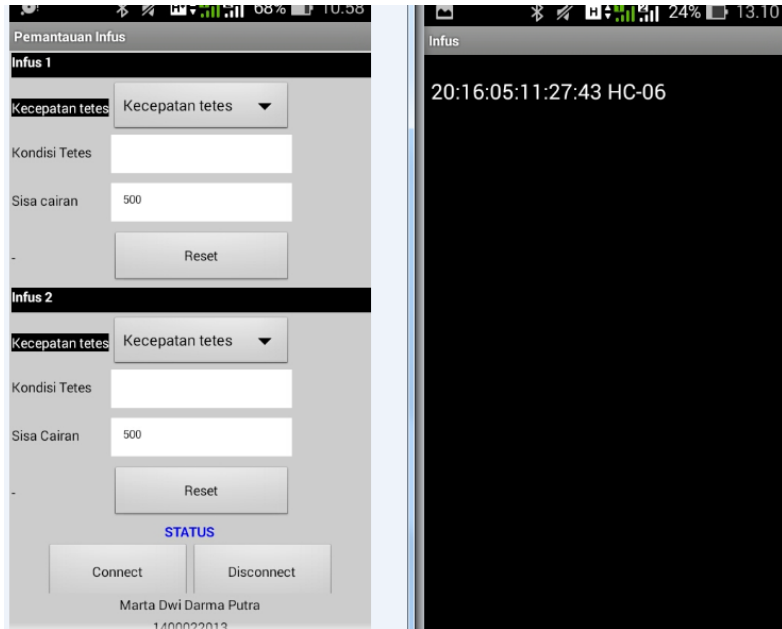 68% 10.58
Pemantauan Infus
Infus 1
Kecepatan tetes Kecepatan tetes
Kondisi Tetes
Sisa cairan 500
- Reset
Infus 2
Kecepatan tetes Kecepatan tetes
Kondisi Tetes
Sisa Cairan 500
- Reset
STATUS
Connect Disconnect
Marta Dwi Darma Putra
1400022013
H 24% 13.10
Infus
20:16:05:11:27:43 HC-06